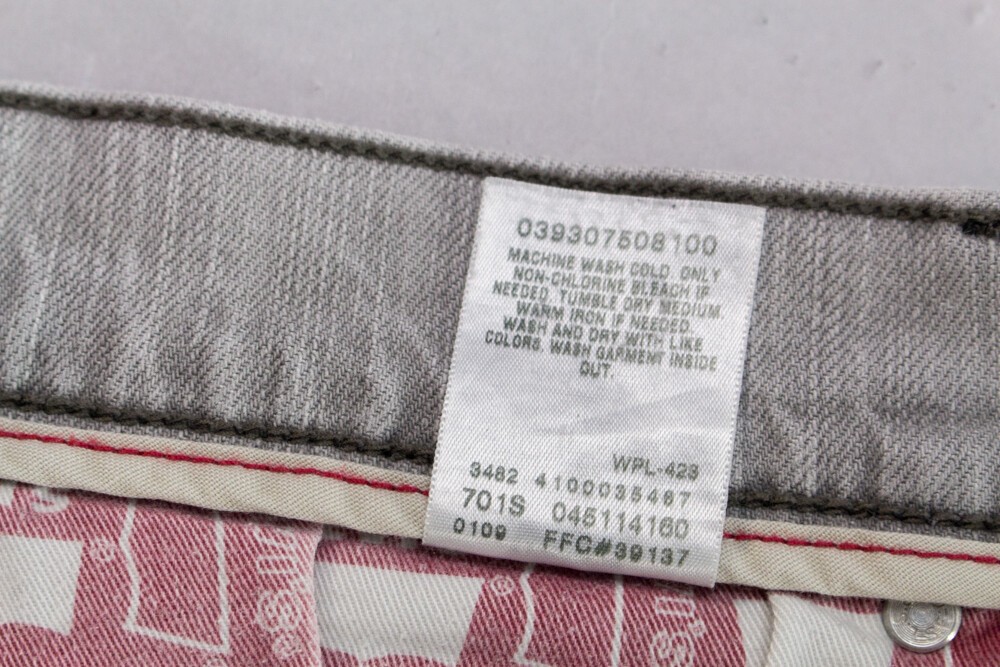 039307508100
MACHINE WASH COLD. ONLY
NON-CHLORINE BLEACH IF
NEEDED. TUMBLE DRY MEDIUM.
WARM IRON IF NEEDED.
WASH AND DRY WITH LIKE
COLORS. WASH GARMENT INSIDE
OUT.
WPL-423
3482 4100035487
701S 045114160
0109 FFC#39137